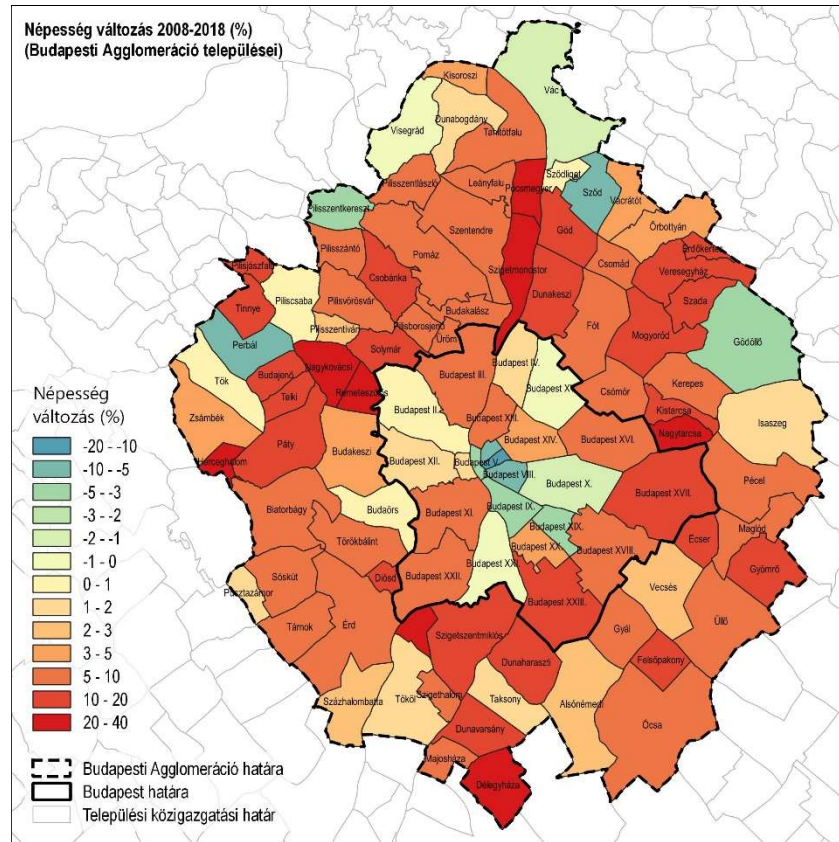 Népesség változás 2008-2018 (%)
(Budapesti Agglomeráció települései)
Kisoroszi
Vác
Visegrád
Dunabogdány
Tahitótfalu
Pilisszentlászló
Leányfalu
Pócsmegyer
Sződliget
Sződ
Vácrátót
Őrbottyán
Pilisszentkereszt
Szentendre
Göd
Csomád
Erdőkertes
Pilisszántó
Pomáz
Szigetmonostor
Veresegyház
Pilisjászfalu
Csobánka
Dunakeszi
Szada
Tinnye
Piliscsaba
Pilisvörösvár
Budakalász
Fót
Mogyoród
Gödöllő
Perbál
Pilisszentiván
Pilisborosjenő
Üröm
Solymár
Budapest IV.
Tök
Budajenő
Nagykovácsi
Budapest III.
Csömör
Kerepes
Telki
Remeteszőlős
Budapest II.
Kistarcsa
Isaszeg
Zsámbék
Budapest XIV.
Budapest XVI.
Nagytarcsa
Páty
Budakeszi
Budapest XII.
Budapest V.
Budapest VIII.
Herceghalom
Budapest X.
Budapest XVII.
Pécel
Biatorbágy
Budaörs
Budapest XI.
Budapest IX.
Budapest XIX.
Maglód
Törökbálint
Budapest XX.
Budapest XVIII.
Ecser
Sóskút
Diósd
Budapest XXII.
Gyömrő
Pusztazámor
Vecsés
Budapest XXIII.
Tárnok
Érd
Szigetszentmiklós
Gyál
Üllő
Dunaharaszti
Felsőpakony
Százhalombatta
Tököl
Szigethalom
Taksony
Alsónémedi
Ócsa
Dunavarsány
Majosháza
Délegyháza
Népesség
változás (%)
-20 - -10
-10 - -5
-5 - -3
-3 - -2
-2 - -1
-1 - 0
0 - 1
1 - 2
2 - 3
3 - 5
5 - 10
10 - 20
20 - 40
Budapesti Agglomeráció határa
Budapest határa
Települési közigazgatási határ